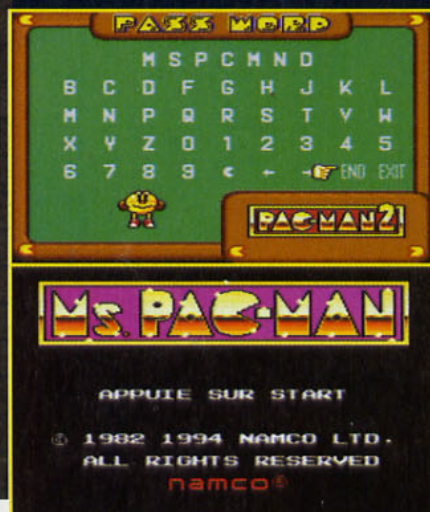 PASS WORD
M S P C M N D
B C D F G H J K L
M N P Q R S T V W
X Y Z 0 1 2 3 4 5
6 7 8 9 < ← → END EXIT
PAC-MAN 2
Ms. PAC-MAN
APPUIE SUR START
© 1982 1994 NAMCO LTD.
ALL RIGHTS RESERVED
namco®